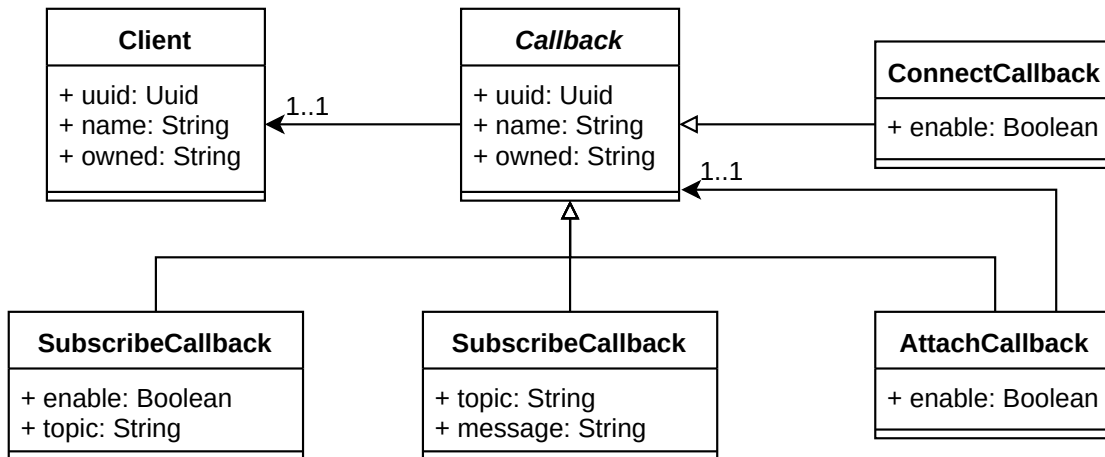 Client
+ uuid: Uuid
+ name: String
+ owned: String
1..1
Callback
+ uuid: Uuid
+ name: String
+ owned: String
ConnectCallback
+ enable: Boolean
1..1
SubscribeCallback
+ enable: Boolean
+ topic: String
SubscribeCallback
+ topic: String
+ message: String
AttachCallback
+ enable: Boolean